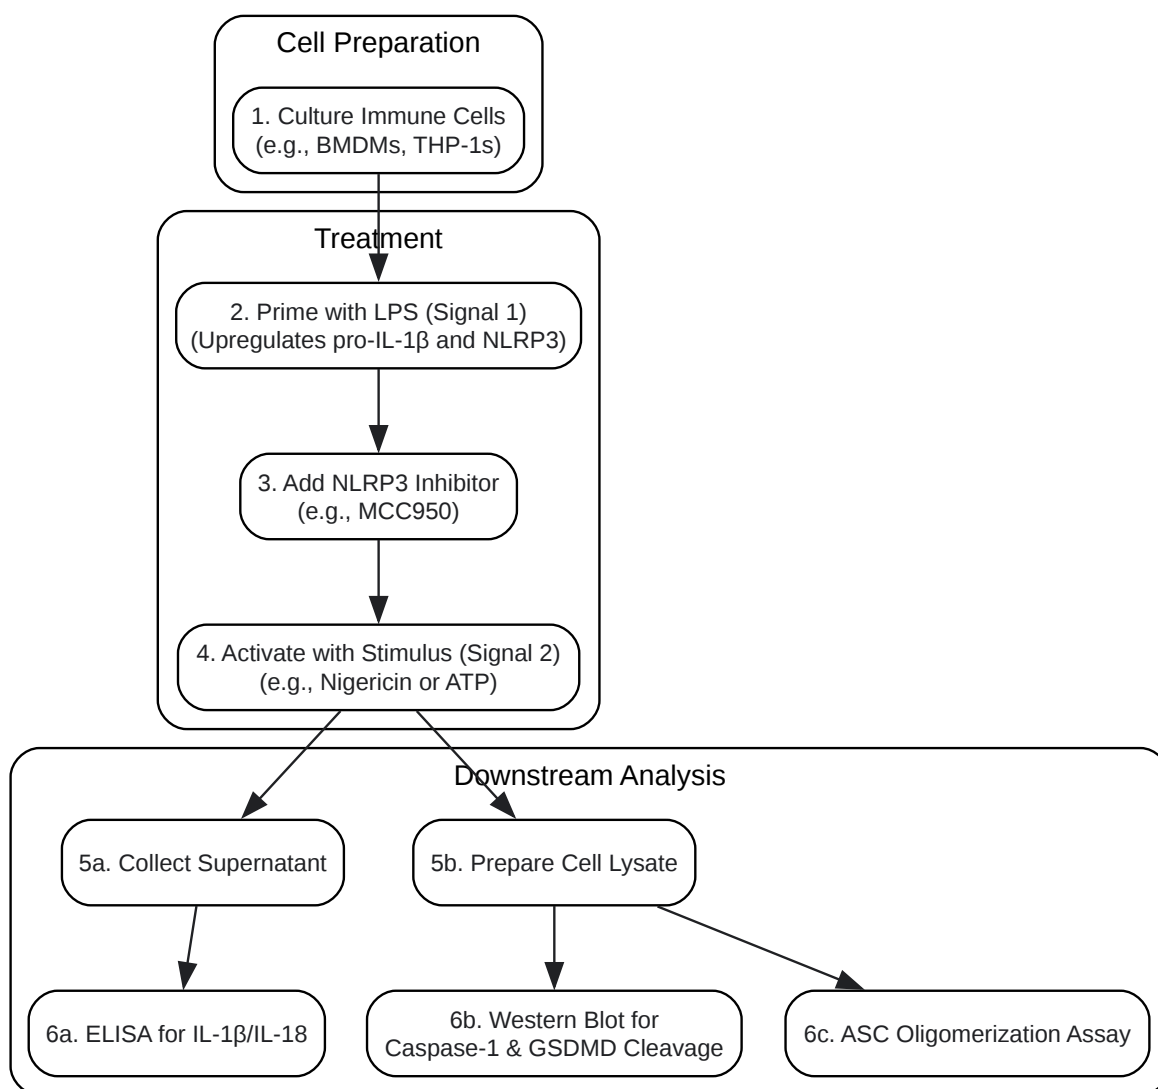 Cell Preparation
1. Culture Immune Cells
(e.g., BMDMs, THP-1s)
Treatment
2. Prime with LPS (Signal 1)
(Upregulates pro-IL-1β and NLRP3)
3. Add NLRP3 Inhibitor
(e.g., MCC950)
4. Activate with Stimulus (Signal 2)
(e.g., Nigericin or ATP)
Downstream Analysis
5a. Collect Supernatant
5b. Prepare Cell Lysate
6a. ELISA for IL-1β/IL-18
6b. Western Blot for
Caspase-1 & GSDMD Cleavage
6c. ASC Oligomerization Assay